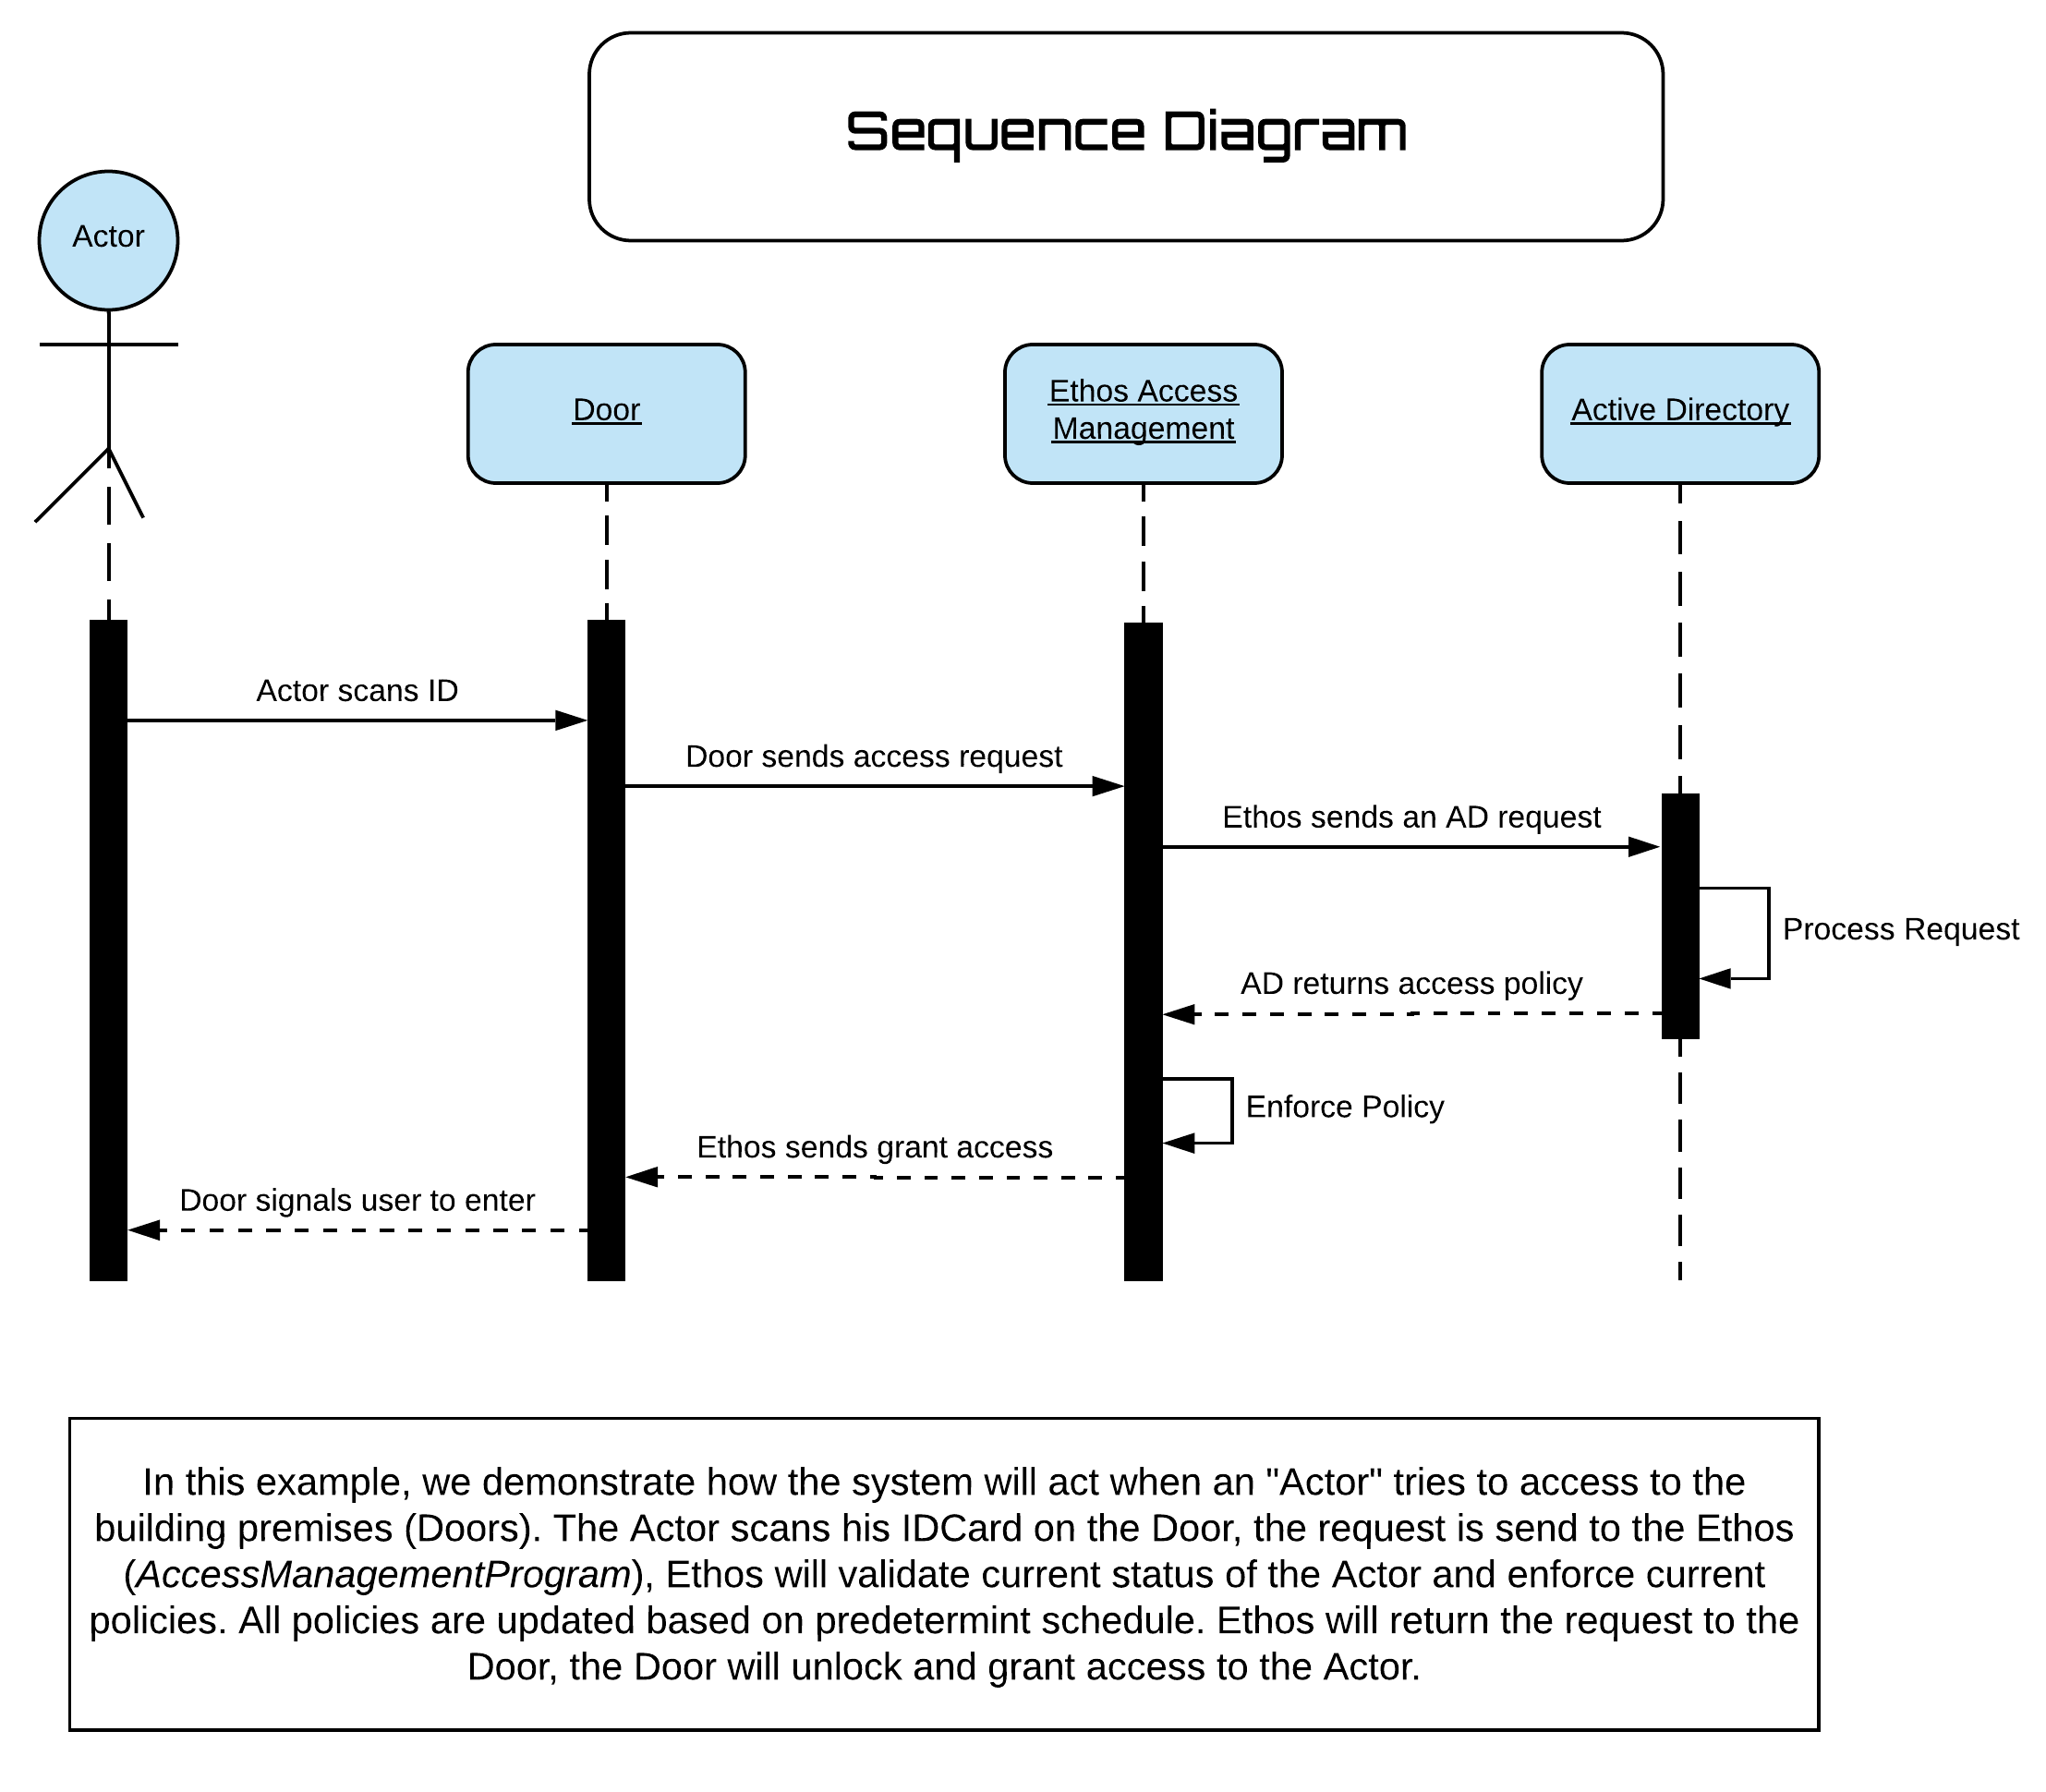 Sequence Diagram
Actor
Door
Ethos Access
Management
Active Directory
Actor scans ID
Door sends access request
Ethos sends an AD request
Process Request
AD returns access policy
Enforce Policy
Ethos sends grant access
Door signals user to enter
In this example, we demonstrate how the system will act when an "Actor" tries to access to the
building premises (Doors). The Actor scans his IDCard on the Door, the request is send to the Ethos
(AccessManagementProgram), Ethos will validate current status of the Actor and enforce current
policies. All policies are updated based on predetermint schedule. Ethos will return the request to the
Door, the Door will unlock and grant access to the Actor.